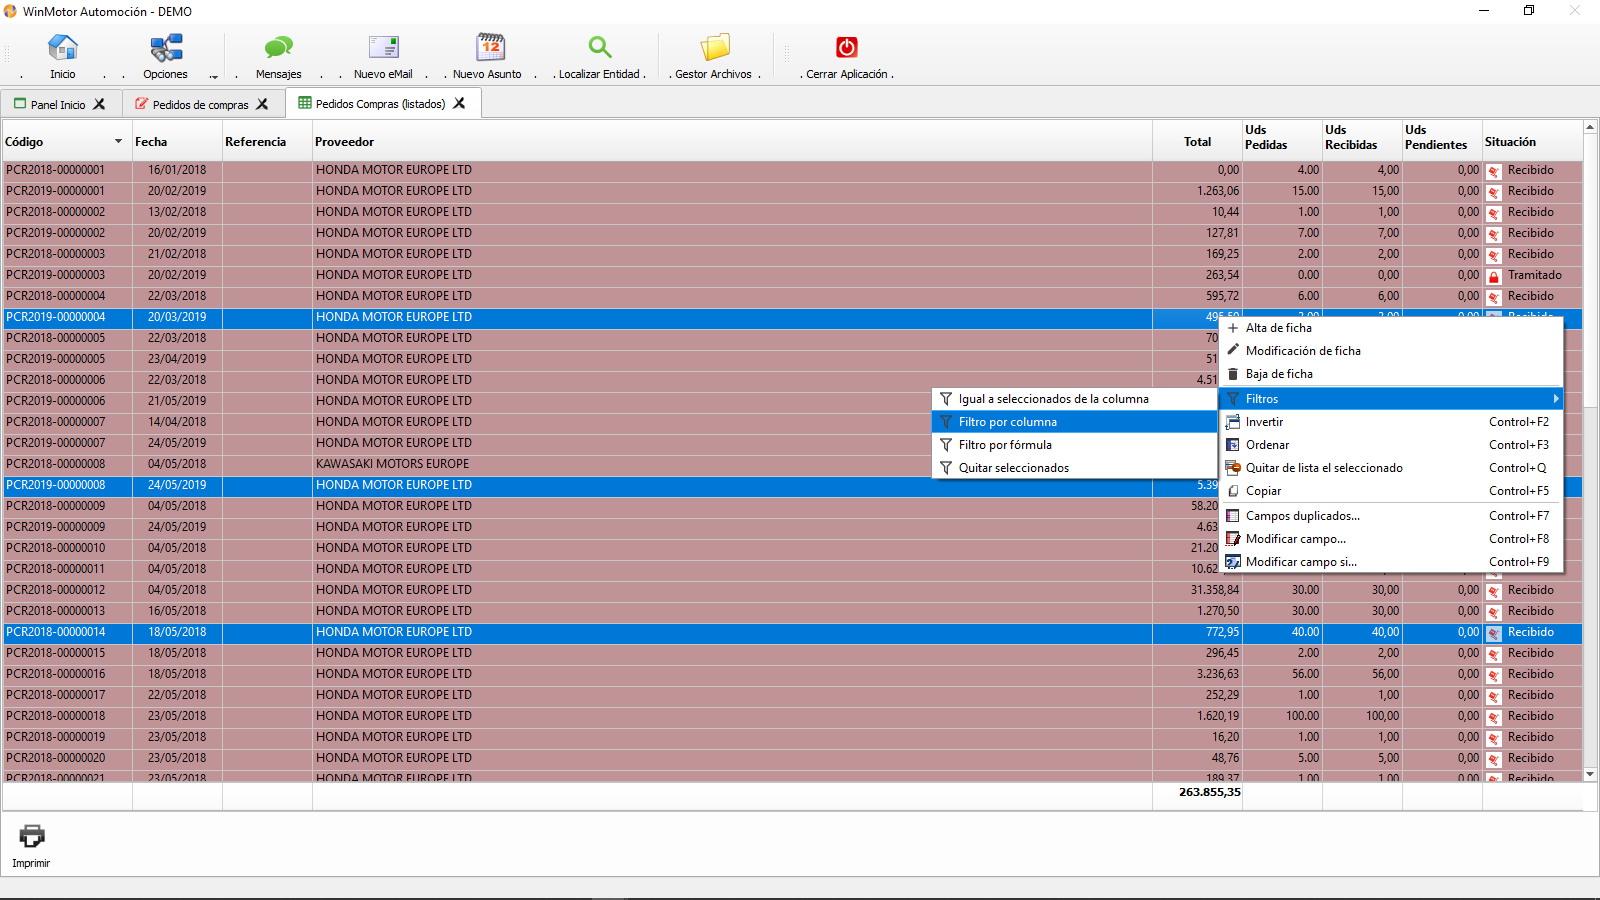 WinMotor Automoción - DEMO
Inicio
Opciones
Mensajes
Nuevo eMail
Nuevo Asunto
Localizar Entidad
Gestor Archivos
Cerrar Aplicación
Panel Inicio
Pedidos de compras
Pedidos Compras (listados)
Código Fecha Referencia Proveedor Total Uds Pedidas Uds Recibidas Uds Pendientes Situación
PCR2018-00000001 16/01/2018 HONDA MOTOR EUROPE LTD 0,00 4.00 4,00 0,00 Recibido
PCR2019-00000001 20/02/2019 HONDA MOTOR EUROPE LTD 1.263,06 15.00 15,00 0,00 Recibido
PCR2018-00000002 13/02/2018 HONDA MOTOR EUROPE LTD 10,44 1.00 1,00 0,00 Recibido
PCR2019-00000002 20/02/2019 HONDA MOTOR EUROPE LTD 127,81 7.00 7,00 0,00 Recibido
PCR2018-00000003 21/02/2018 HONDA MOTOR EUROPE LTD 169,25 2.00 2,00 0,00 Recibido
PCR2019-00000003 20/02/2019 HONDA MOTOR EUROPE LTD 263,54 0.00 0,00 0,00 Tramitado
PCR2018-00000004 22/03/2018 HONDA MOTOR EUROPE LTD 595,72 6.00 6,00 0,00 Recibido
PCR2019-00000004 20/03/2019 HONDA MOTOR EUROPE LTD
PCR2018-00000005 22/03/2018 HONDA MOTOR EUROPE LTD 70
PCR2019-00000005 23/04/2019 HONDA MOTOR EUROPE LTD 51
PCR2018-00000006 22/03/2018 HONDA MOTOR EUROPE LTD 4.51
PCR2019-00000006 21/05/2019 HONDA MOTOR EUROPE LTD
PCR2018-00000007 14/04/2018 HONDA MOTOR EUROPE LTD
PCR2019-00000007 24/05/2019 HONDA MOTOR EUROPE LTD
PCR2018-00000008 04/05/2018 KAWASAKI MOTORS EUROPE
PCR2019-00000008 24/05/2019 HONDA MOTOR EUROPE LTD 5.39
PCR2018-00000009 04/05/2018 HONDA MOTOR EUROPE LTD 58.20
PCR2019-00000009 24/05/2019 HONDA MOTOR EUROPE LTD 4.63
PCR2018-00000010 04/05/2018 HONDA MOTOR EUROPE LTD 21.20
PCR2018-00000011 04/05/2018 HONDA MOTOR EUROPE LTD 10.62
PCR2018-00000012 04/05/2018 HONDA MOTOR EUROPE LTD 31.358,84 30.00 30,00 0,00 Recibido
PCR2018-00000013 16/05/2018 HONDA MOTOR EUROPE LTD 1.270,50 30.00 30,00 0,00 Recibido
PCR2018-00000014 18/05/2018 HONDA MOTOR EUROPE LTD 772,95 40.00 40,00 0,00 Recibido
PCR2018-00000015 18/05/2018 HONDA MOTOR EUROPE LTD 296,45 2.00 2,00 0,00 Recibido
PCR2018-00000016 18/05/2018 HONDA MOTOR EUROPE LTD 3.236,63 56.00 56,00 0,00 Recibido
PCR2018-00000017 22/05/2018 HONDA MOTOR EUROPE LTD 252,29 1.00 1,00 0,00 Recibido
PCR2018-00000018 23/05/2018 HONDA MOTOR EUROPE LTD 1.620,19 100.00 100,00 0,00 Recibido
PCR2018-00000019 23/05/2018 HONDA MOTOR EUROPE LTD 16,20 1.00 1,00 0,00 Recibido
PCR2018-00000020 23/05/2018 HONDA MOTOR EUROPE LTD 48,76 5.00 5,00 0,00 Recibido
PCR2018-00000021 23/05/2018 HONDA MOTOR EUROPE LTD 189,37 1.00 1,00 0,00 Recibido
263.855,35
Alta de ficha
Modificación de ficha
Baja de ficha
Filtros
Invertir Control+F2
Ordenar Control+F3
Quitar de lista el seleccionado Control+Q
Copiar Control+F5
Campos duplicados... Control+F7
Modificar campo... Control+F8
Modificar campo si... Control+F9
Igual a seleccionados de la columna
Filtro por columna
Filtro por fórmula
Quitar seleccionados
Imprimir